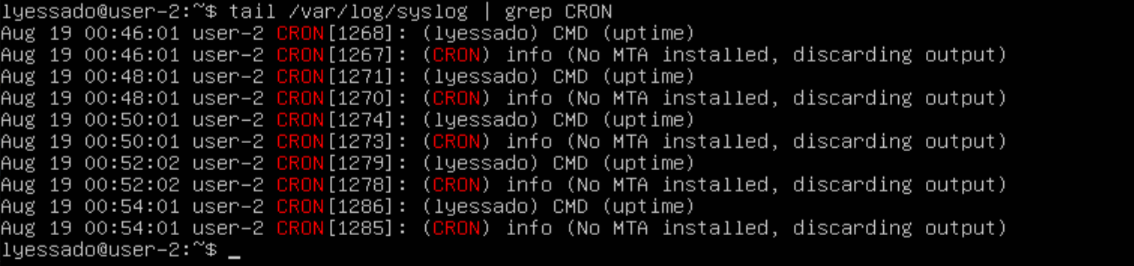 lyessado@user-2:~$ tail /var/log/syslog | grep CRON
Aug 19 00:46:01 user-2 CRON[1268]: (lyessado) CMD (uptime)
Aug 19 00:46:01 user-2 CRON[1267]: (CRON) info (No MTA installed, discarding output)
Aug 19 00:48:01 user-2 CRON[1271]: (lyessado) CMD (uptime)
Aug 19 00:48:01 user-2 CRON[1270]: (CRON) info (No MTA installed, discarding output)
Aug 19 00:50:01 user-2 CRON[1274]: (lyessado) CMD (uptime)
Aug 19 00:50:01 user-2 CRON[1273]: (CRON) info (No MTA installed, discarding output)
Aug 19 00:52:02 user-2 CRON[1279]: (lyessado) CMD (uptime)
Aug 19 00:52:02 user-2 CRON[1278]: (CRON) info (No MTA installed, discarding output)
Aug 19 00:54:01 user-2 CRON[1286]: (lyessado) CMD (uptime)
Aug 19 00:54:01 user-2 CRON[1285]: (CRON) info (No MTA installed, discarding output)
lyessado@user-2:~$ _